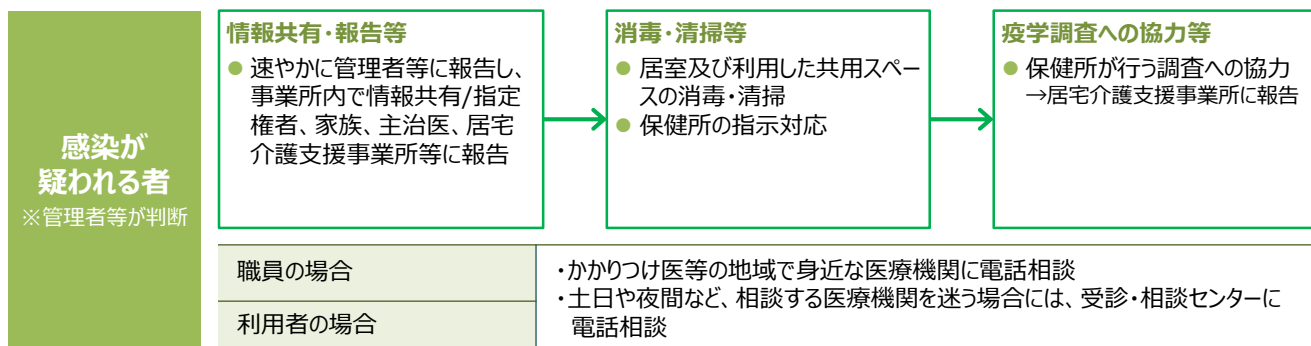 感染が
疑われる者
※管理者等が判断
情報共有・報告等
● 速やかに管理者等に報告し、
事業所内で情報共有/指定
権者、家族、主治医、居宅
介護支援事業所等に報告
消毒・清掃等
● 居室及び利用した共用スペー
スの消毒・清掃
● 保健所の指示対応
疫学調査への協力等
● 保健所が行う調査への協力
→居宅介護支援事業所に報告
職員の場合
利用者の場合
・かかりつけ医等の地域で身近な医療機関に電話相談
・土日や夜間など、相談する医療機関を迷う場合には、受診・相談センターに
電話相談